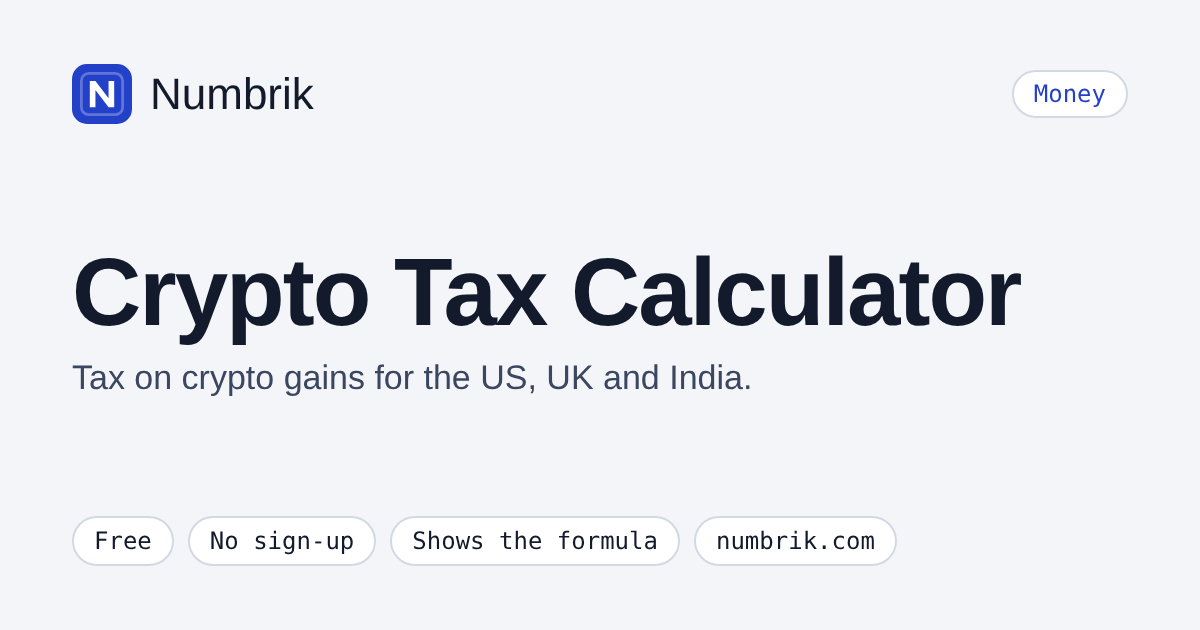 N Numbrik
Money
Crypto Tax Calculator
Tax on crypto gains for the US, UK and India.
Free
No sign-up
Shows the formula
numbrik.com